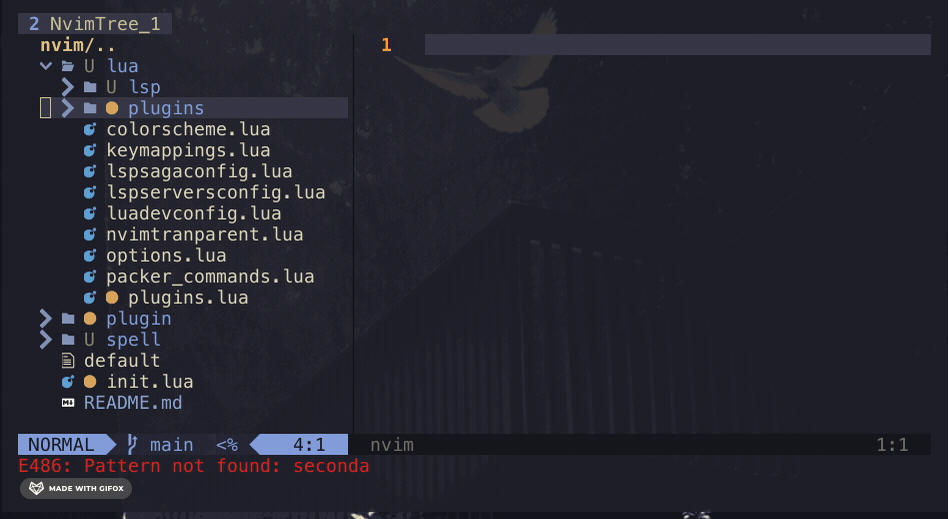 2 NvimTree_1
nvim/..
U lua
U lsp
plugins
colorscheme.lua
keymappings.lua
lspsagaconfig.lua
lspserversconfig.lua
luadevconfig.lua
nvimtranparent.lua
options.lua
packer_commands.lua
plugins.lua
plugin
U spell
default
init.lua
README.md
1
NORMAL main <% 4:1 nvim 1:1
E486: Pattern not found: seconda
MADE WITH GIFOX